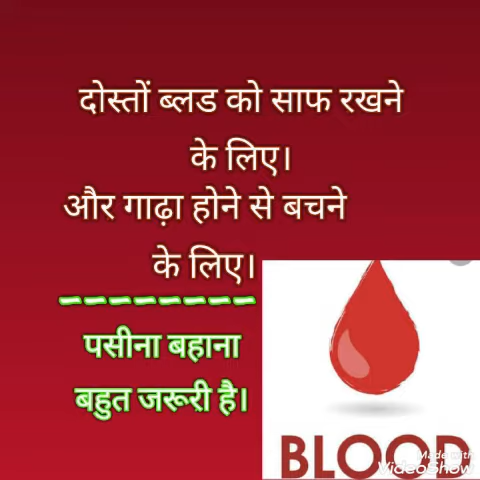 दोस्तों ब्लड को साफ रखने
के लिए।
और गाढ़ा होने से बचने
के लिए।
पसीना बहाना
बहुत जरूरी है।
BLOOD
Made with
VideoShow